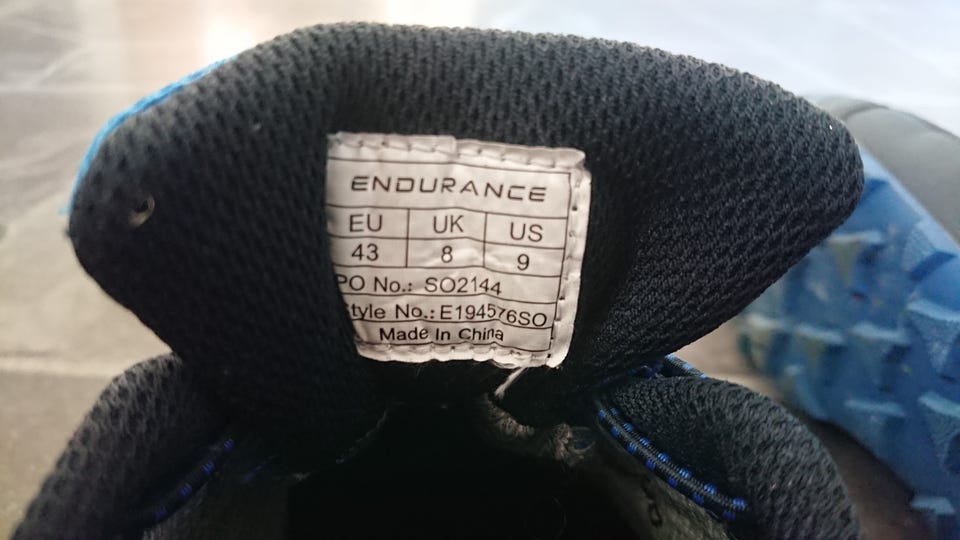 ENDURANCE
EU UK US
43 8 9
PO No.: SO2144
tyle No.: E194576SO
Made In China